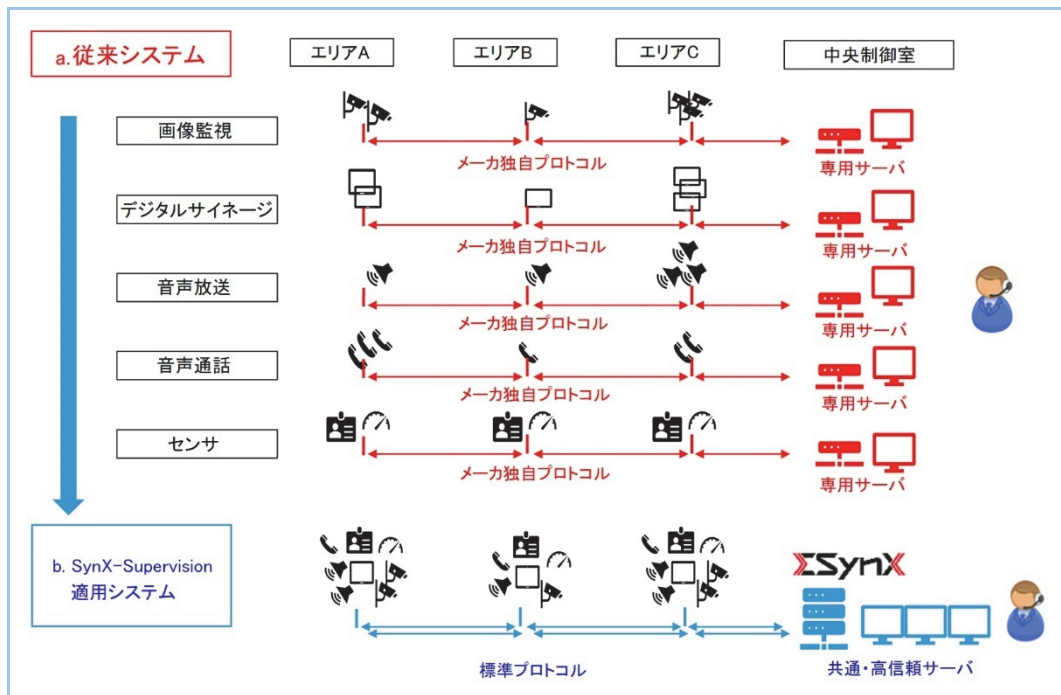 a.従来システム
エリアA
エリアB
エリアC
中央制御室
画像監視
メーカ独自プロトコル
専用サーバ
デジタルサイネージ
メーカ独自プロトコル
専用サーバ
音声放送
メーカ独自プロトコル
専用サーバ
音声通話
メーカ独自プロトコル
専用サーバ
センサ
メーカ独自プロトコル
専用サーバ
b. SynX-Supervision
適用システム
SynX
標準プロトコル
共通・高信頼サーバ